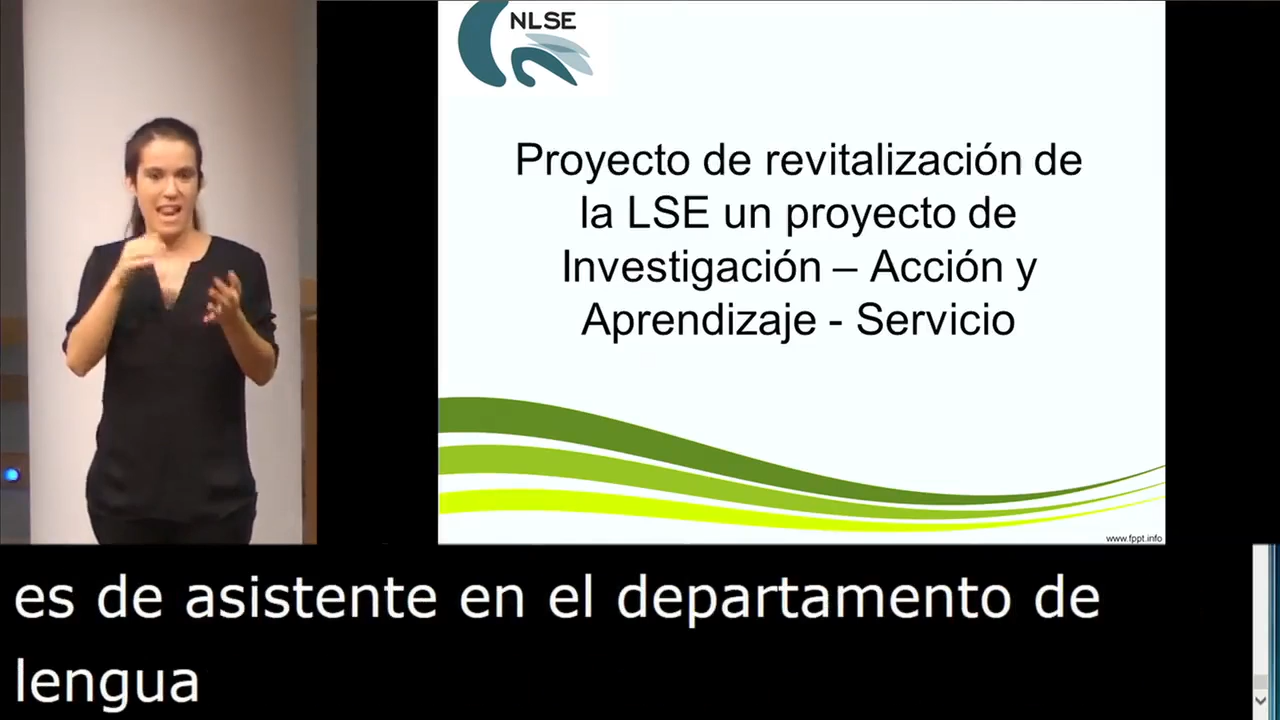 NLSE
Proyecto de revitalización de
la LSE un proyecto de
Investigación – Acción y
Aprendizaje - Servicio
www.fppt.info
es de asistente en el departamento de
lengua